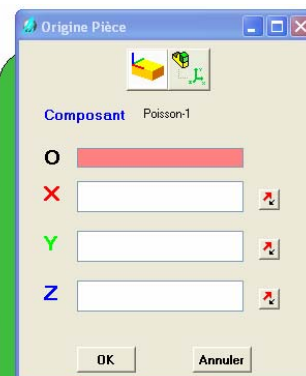 Origine Pièce
Composant Poisson-1
O
X
Y
Z
OK Annuler